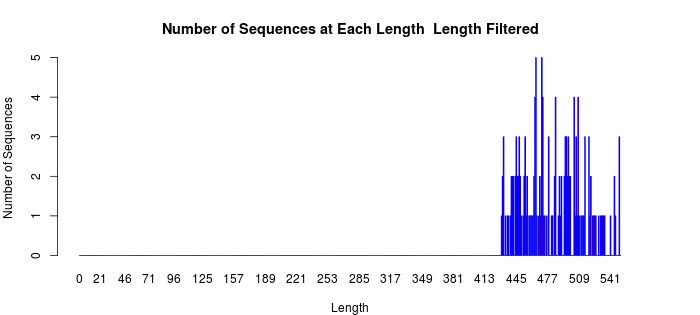 Number of Sequences at Each Length  Length Filtered
Number of Sequences
5
4
3
2
1
0
0 21 46 71 96 125 157 189 221 253 285 317 349 381 413 445 477 509 541
Length